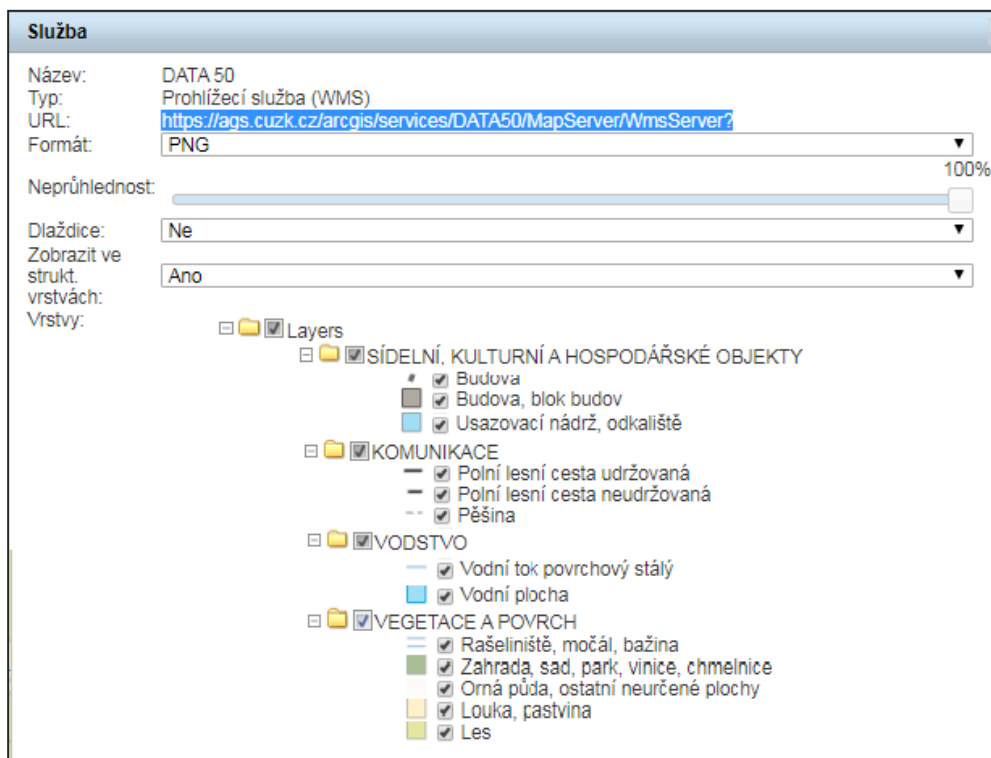 Služba
Název: DATA 50
Typ: Prohlížecí služba (WMS)
URL: https://ags.cuzk.cz/arcgis/services/DATA50/MapServer/WmsServer?
Formát: PNG
100%
Neprůhlednost:
Dlaždice: Ne
Zobrazit ve
strukt. Ano
vrstvách:
Vrstvy:
Layers
SÍDELNÍ, KULTURNÍ A HOSPODÁŘSKÉ OBJEKTY
Budova
Budova, blok budov
Usazovací nádrž, odkaliště
KOMUNIKACE
Polní lesní cesta udržovaná
Polní lesní cesta neudržovaná
Pěšina
VODSTVO
Vodní tok povrchový stálý
Vodní plocha
VEGETACE A POVRCH
Rašeliniště, močál, bažina
Zahrada, sad, park, vinice, chmelnice
Orná půda, ostatní neurčené plochy
Louka, pastvina
Les